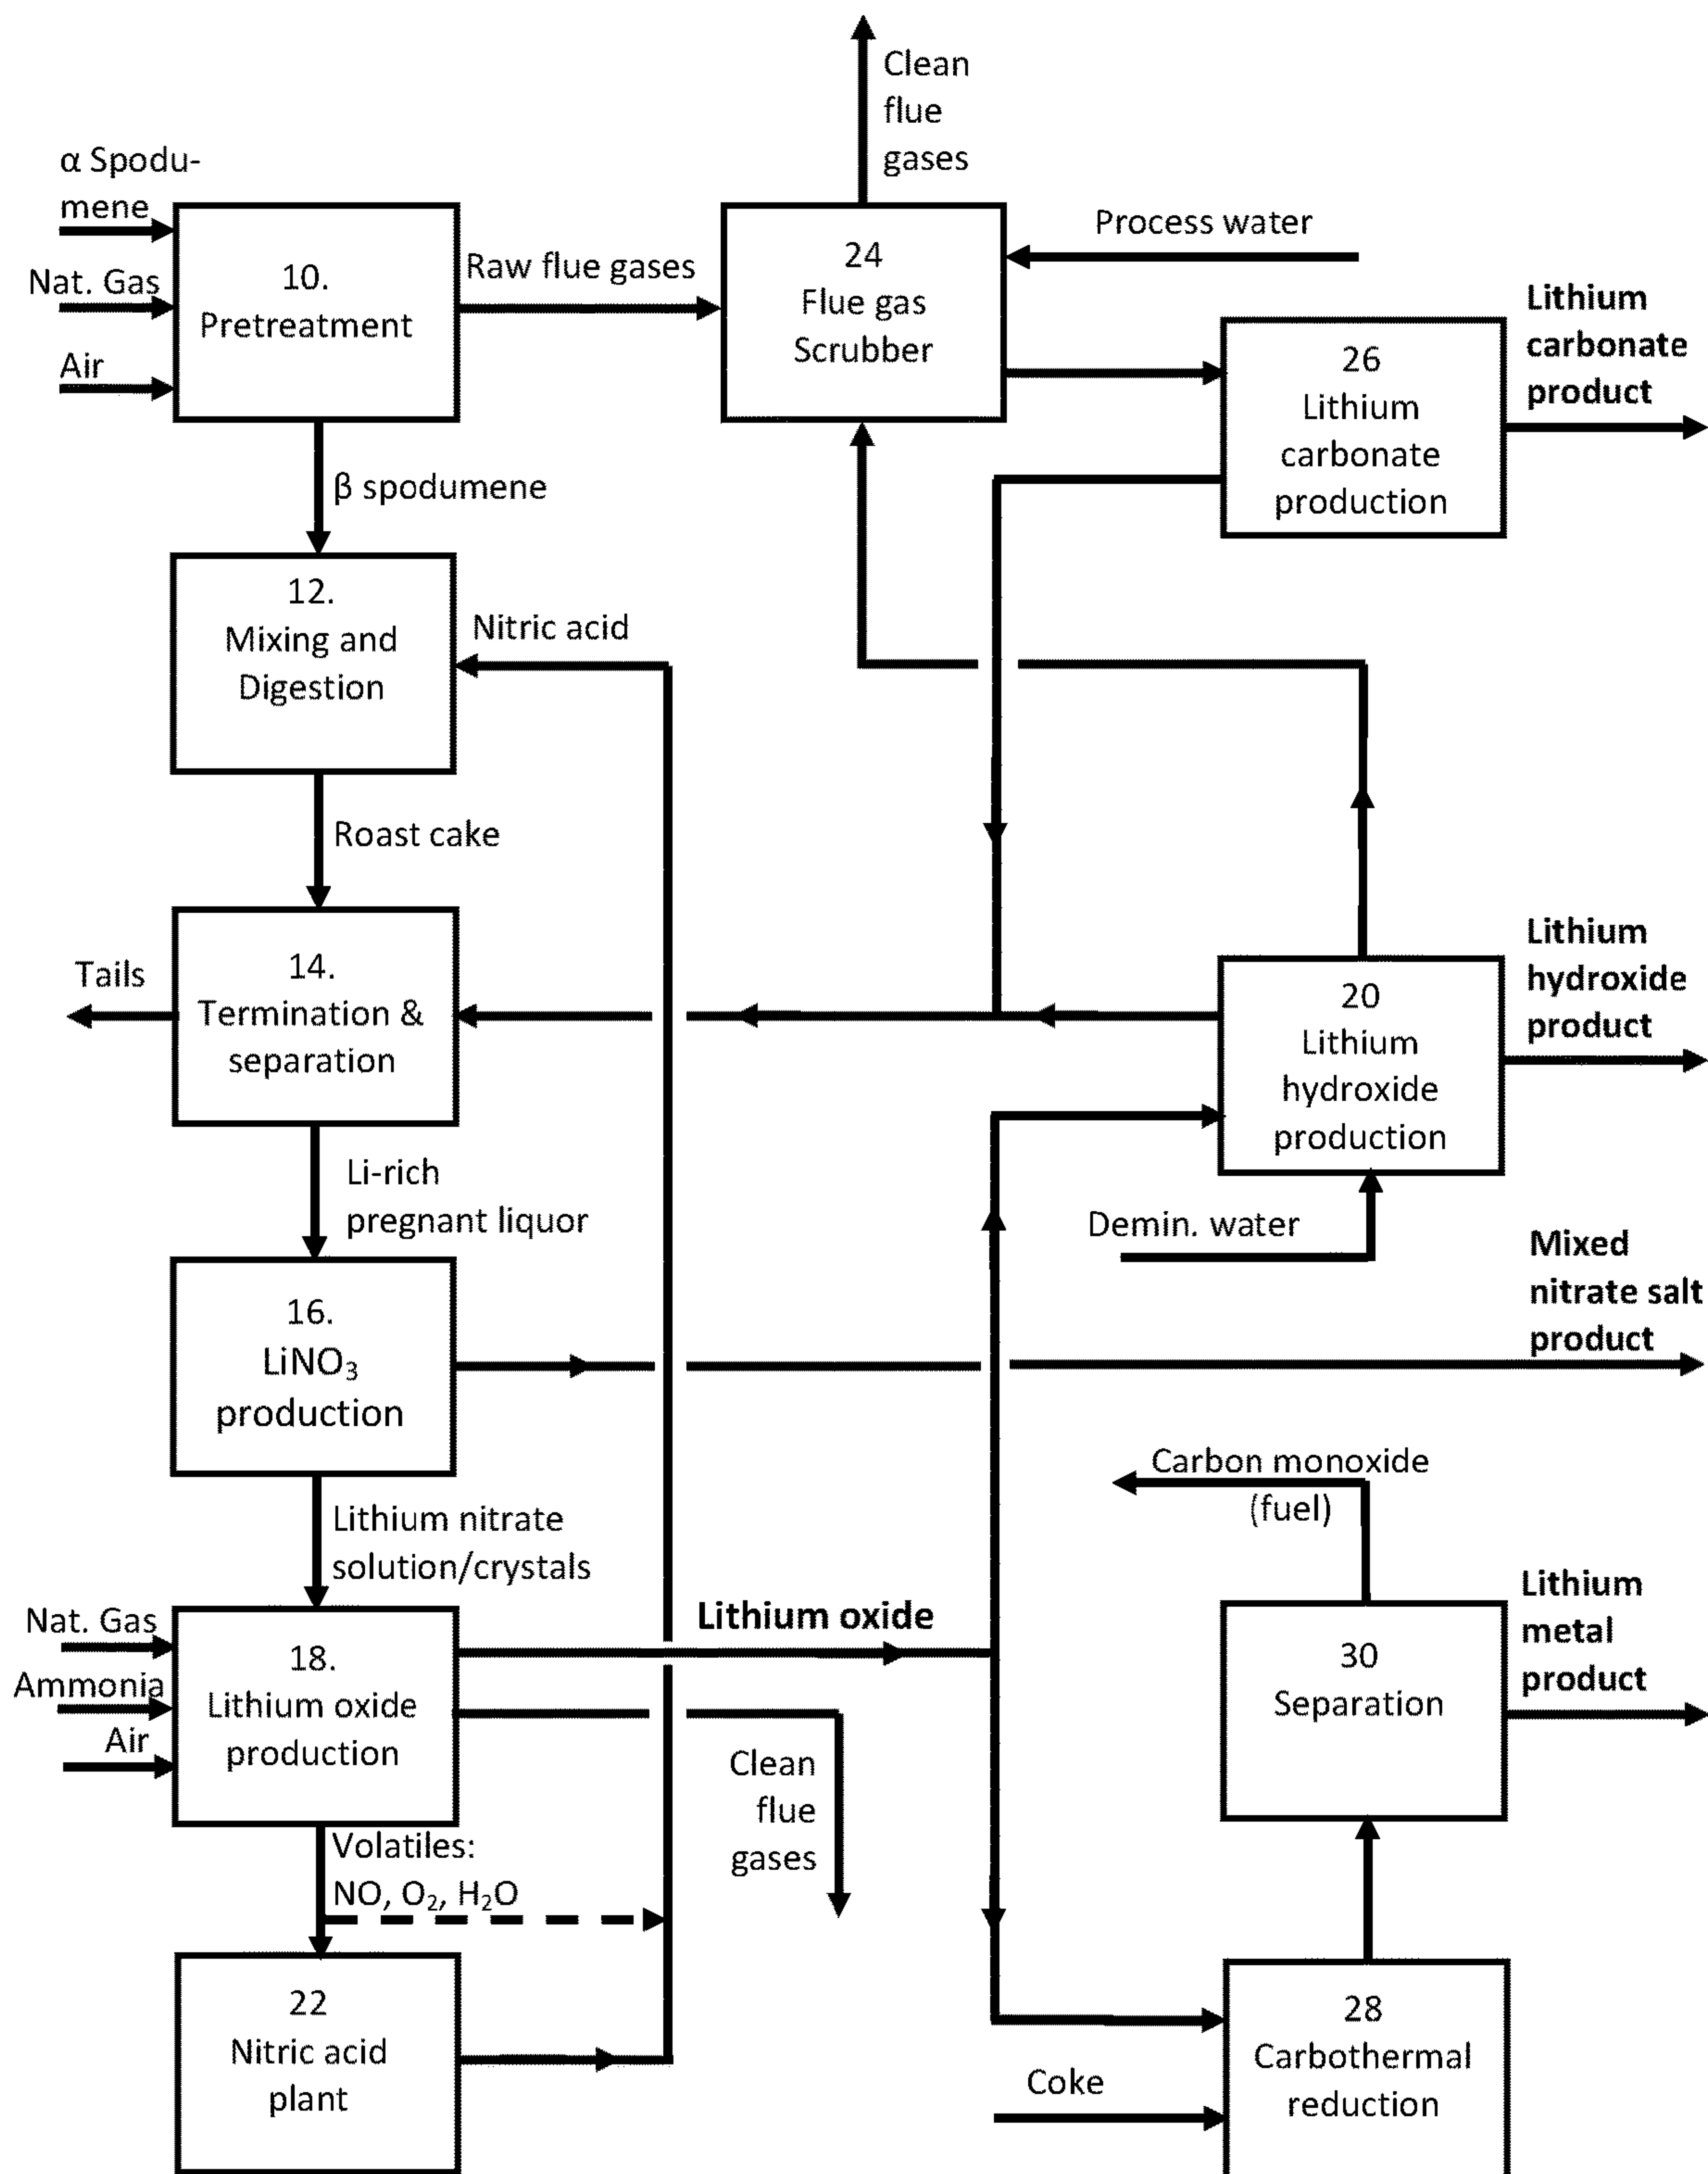 Clean
flue
gases
α Spodu-
mene
Nat. Gas
Air
10.
Pretreatment
Raw flue gases
24
Flue gas
Scrubber
Process water
26
Lithium
carbonate
production
Lithium
carbonate
product
β spodumene
12.
Mixing and
Digestion
Nitric acid
Roast cake
Tails
14.
Termination &
separation
20
Lithium
hydroxide
production
Lithium
hydroxide
product
Demin. water
Li-rich
pregnant liquor
16.
LiNO₃
production
Mixed
nitrate salt
product
Lithium nitrate
solution/crystals
Carbon monoxide
(fuel)
Nat. Gas
Ammonia
Air
18.
Lithium oxide
production
Lithium oxide
Clean
flue
gases
30
Separation
Lithium
metal
product
Volatiles:
NO, O₂, H₂O
22
Nitric acid
plant
Coke
28
Carbothermal
reduction